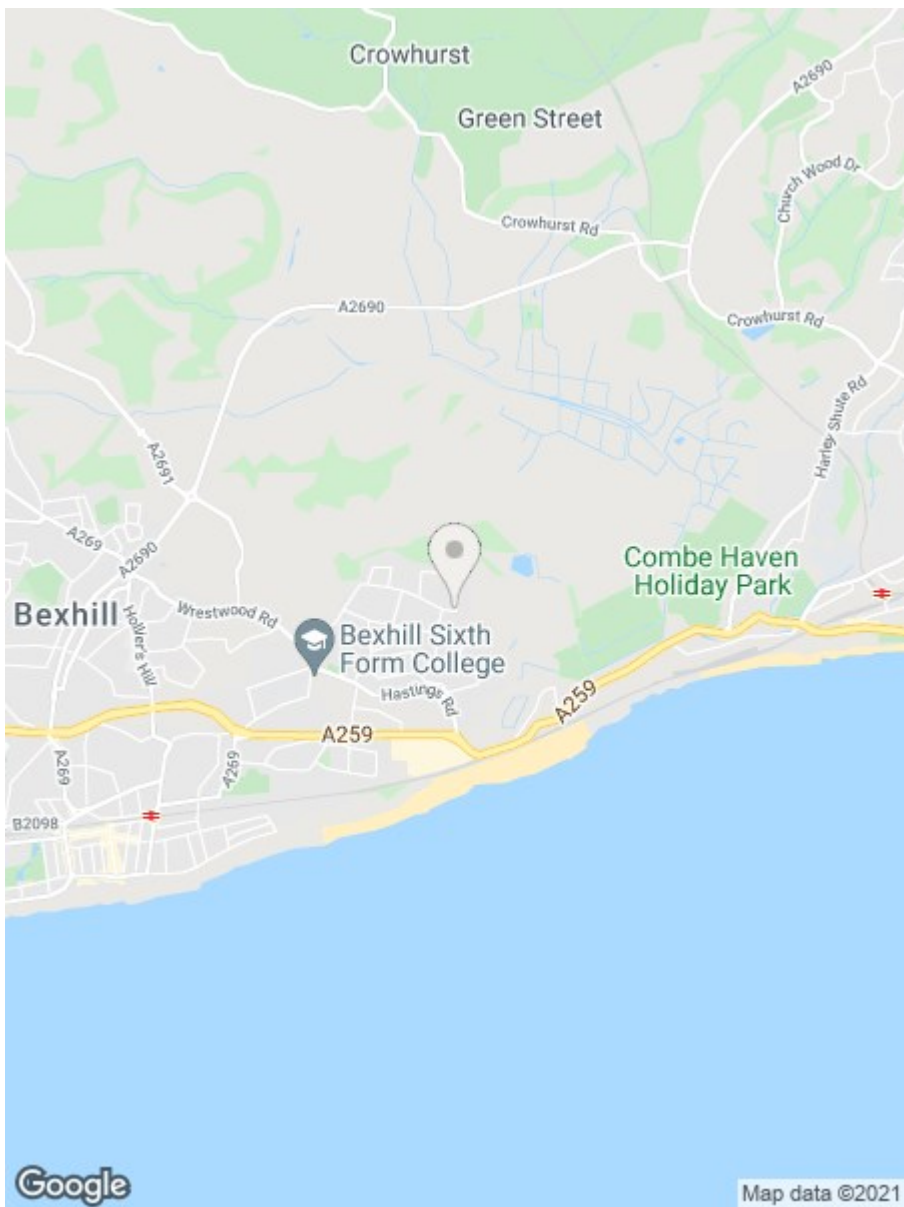 Crowhurst
A2690
Green Street
Church Wood Dr
Crowhurst Rd
A2690
Crowhurst Rd
Harley Shute Rd
A2691
A269
A2690
Combe Haven
Holiday Park
Bexhill
Wrestwood Rd
Holliers Hill
Bexhill Sixth
Form College
Hastings Rd
A259
A259
A269
A269
B2098
Google
Map data ©2021